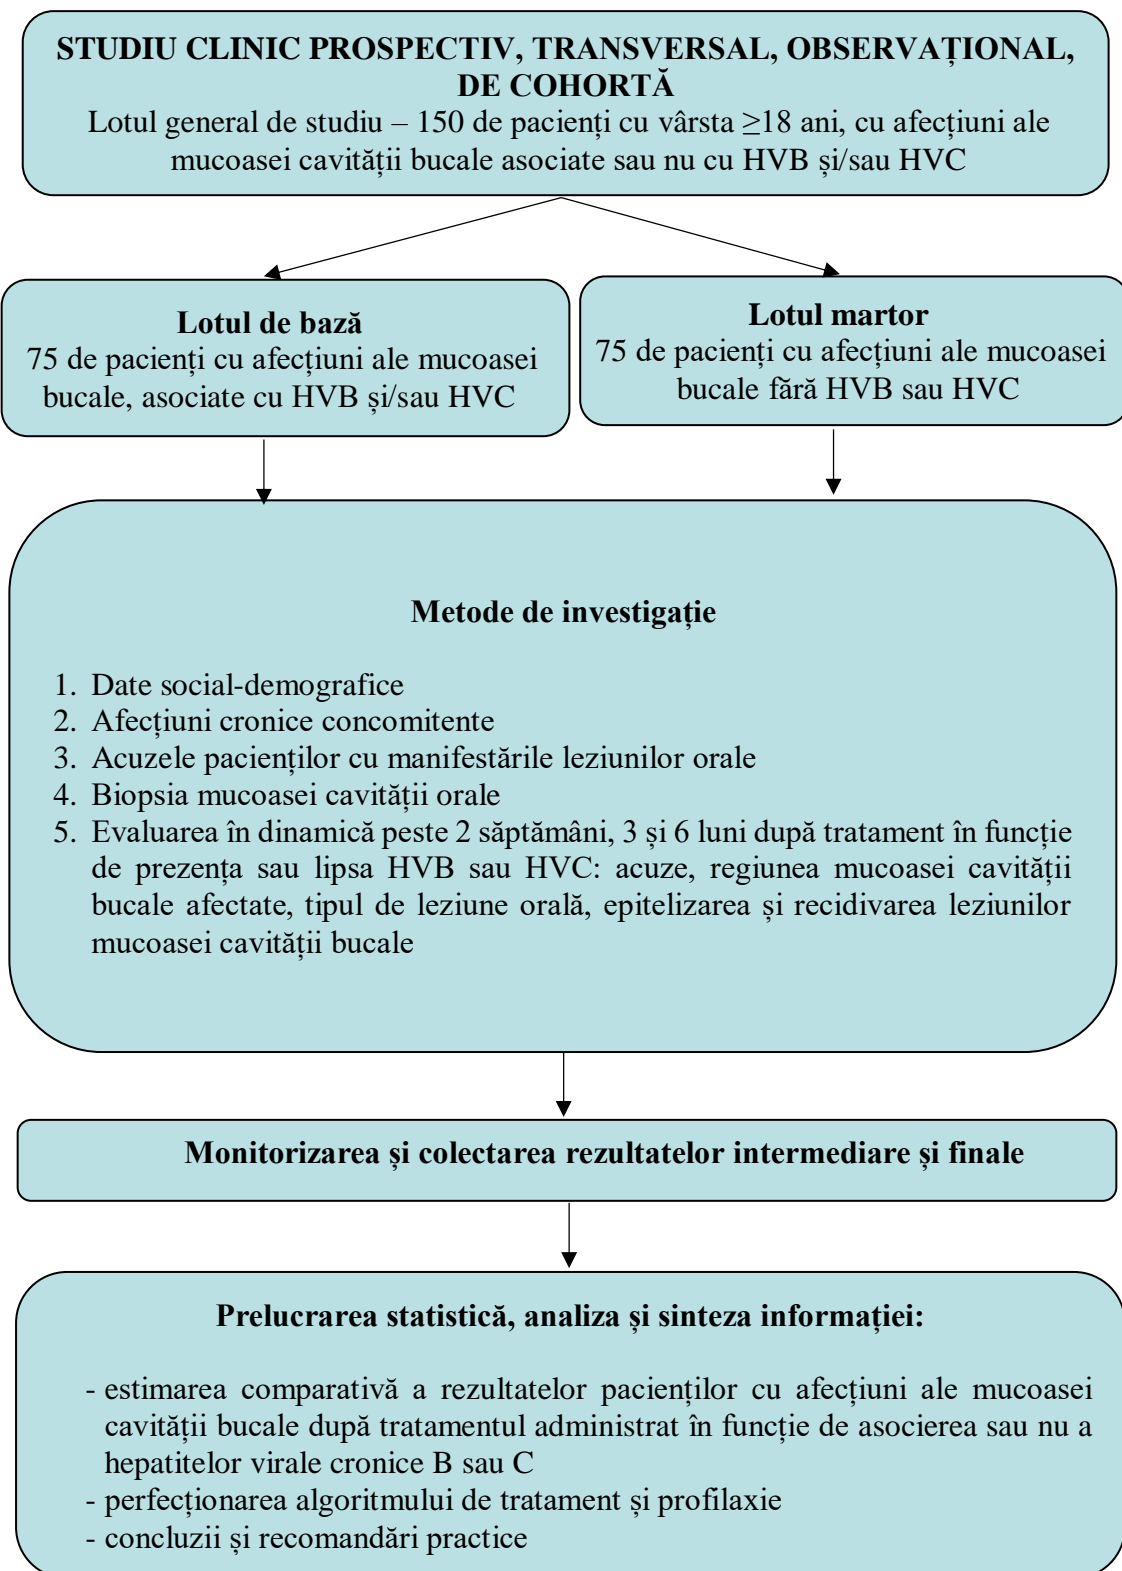 STUDIU CLINIC PROSPECTIV, TRANSVERSAL, OBSERVAȚIONAL,
DE COHORTĂ
Lotul general de studiu – 150 de pacienți cu vârsta ≥18 ani, cu afecțiuni ale
mucoasei cavității bucale asociate sau nu cu HVB și/sau HVC
Lotul de bază
75 de pacienți cu afecțiuni ale mucoasei
bucale, asociate cu HVB și/sau HVC
Lotul martor
75 de pacienți cu afecțiuni ale mucoasei
bucale fără HVB sau HVC
Metode de investigație
1. Date social-demografice
2. Afecțiuni cronice concomitente
3. Acuzele pacienților cu manifestările leziunilor orale
4. Biopsia mucoasei cavității orale
5. Evaluarea în dinamică peste 2 săptămâni, 3 și 6 luni după tratament în funcție
de prezența sau lipsa HVB sau HVC: acuze, regiunea mucoasei cavității
bucale afectate, tipul de leziune orală, epitelizarea și recidivarea leziunilor
mucoasei cavității bucale
Monitorizarea și colectarea rezultatelor intermediare și finale
Prelucrarea statistică, analiza și sinteza informației:
- estimarea comparativă a rezultatelor pacienților cu afecțiuni ale mucoasei
cavității bucale după tratamentul administrat în funcție de asocierea sau nu a
hepatitelor virale cronice B sau C
- perfecționarea algoritmului de tratament și profilaxie
- concluzii și recomandări practice